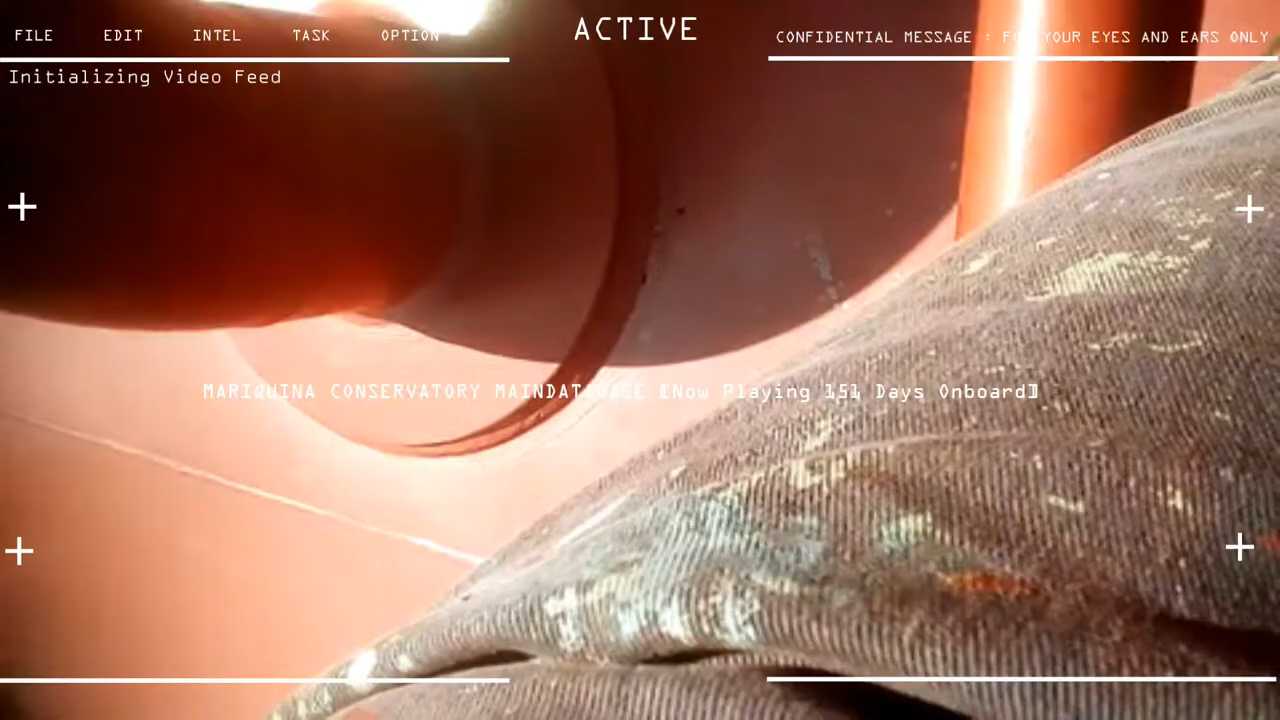 FILE EDIT INTEL TASK OPTION
ACTIVE
CONFIDENTIAL MESSAGE : FOR YOUR EYES AND EARS ONLY
Initializing Video Feed
MARIQUINA CONSERVATORY MAINDATABASE [Now Playing 151 Days Onboard]